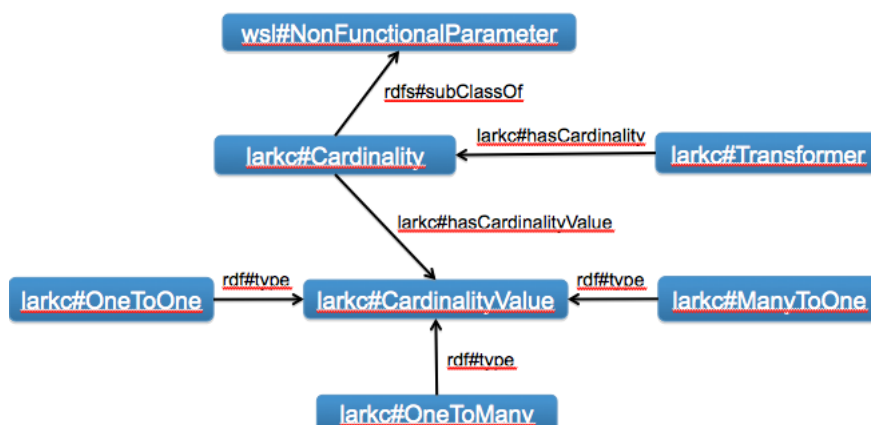 wsl#NonFunctionalParameter
rdfs#subClassOf
larkc#hasCardinality
larkc#Cardinality
larkc#Transformer
larkc#hasCardinalityValue
rdf#type
rdf#type
larkc#OneToOne
larkc#CardinalityValue
larkc#ManyToOne
rdf#type
larkc#OneToMany